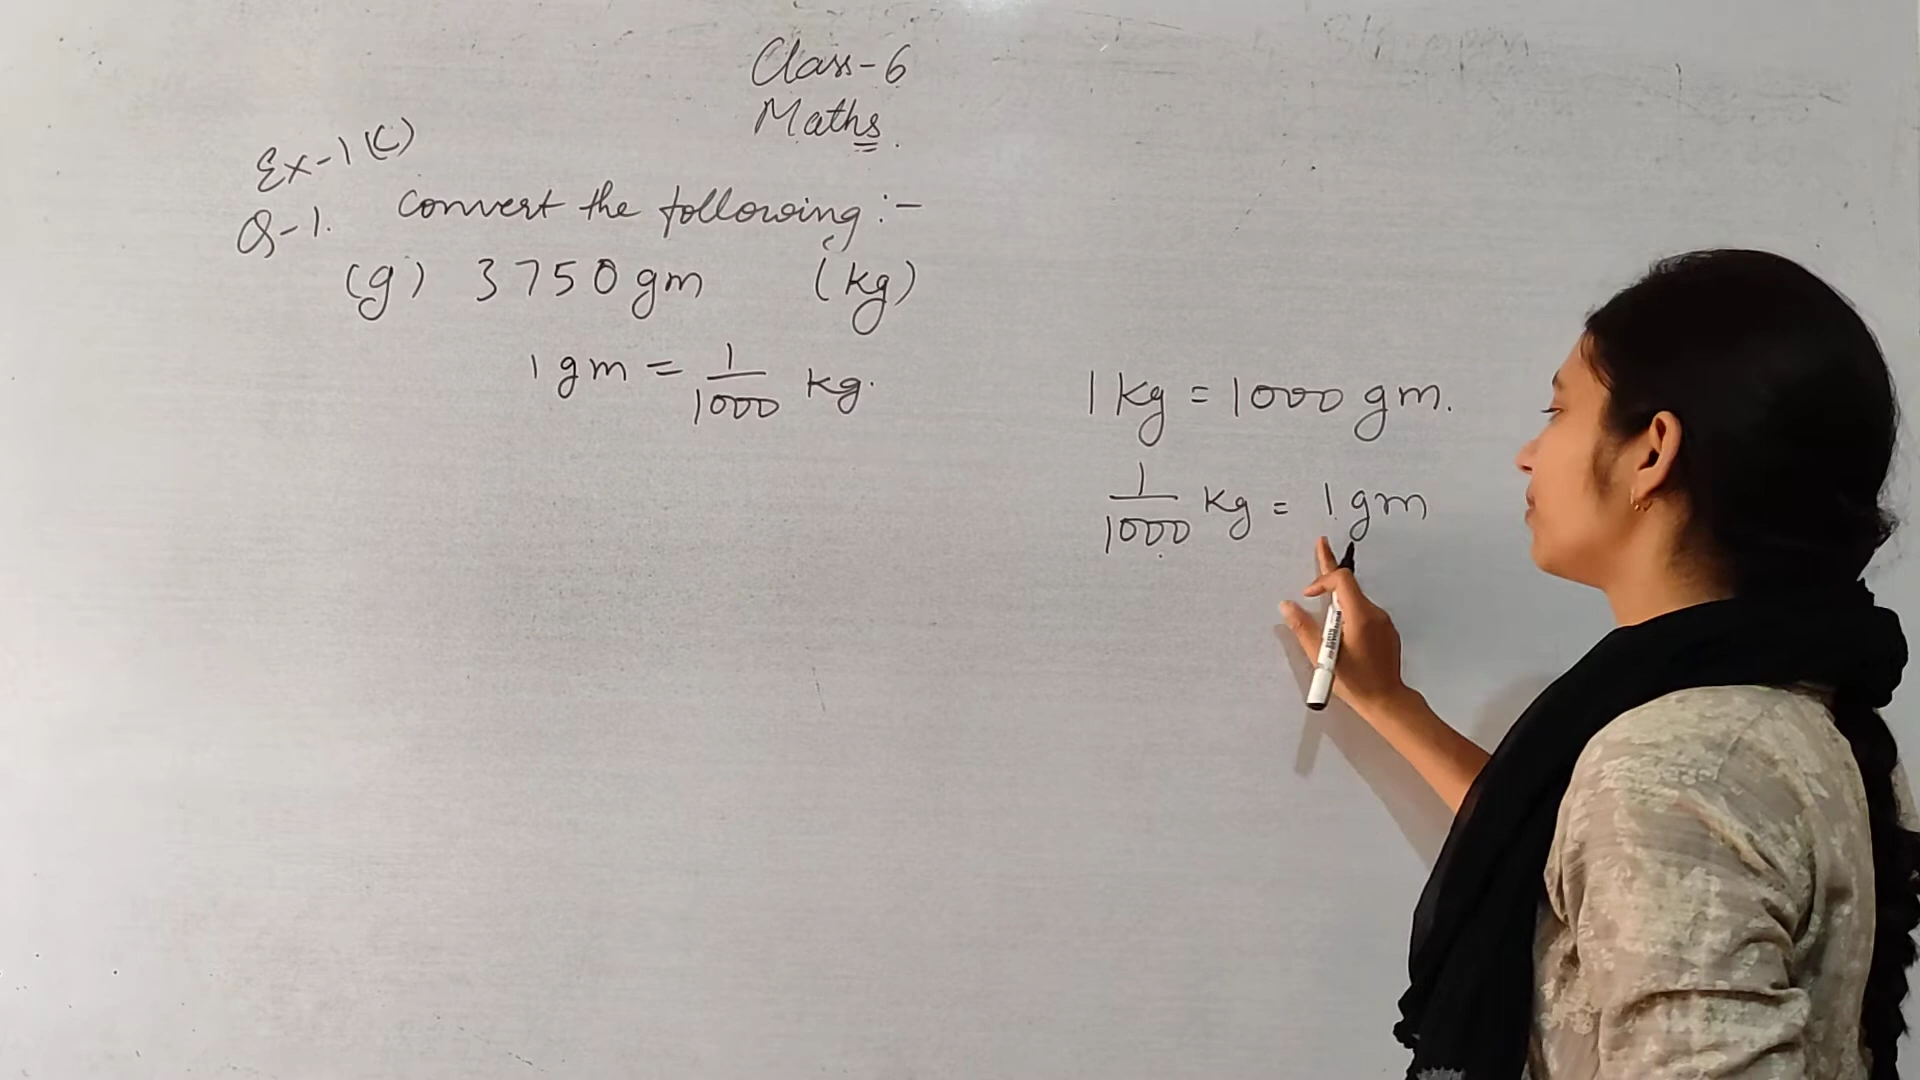 Class-6
Maths.
Ex-1(C)
Q-1. Convert the following:-
(g) 3750 gm (kg)
1 gm = 1/1000 kg.
1 kg = 1000 gm.
1/1000 kg = 1 gm